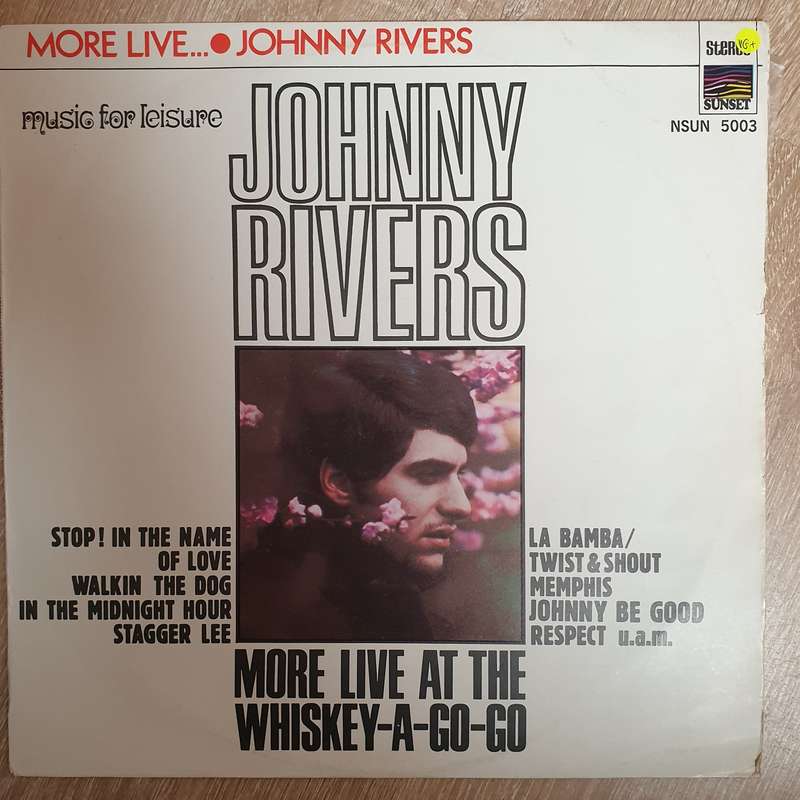 MORE LIVE...●JOHNNY RIVERS
Stereo
VG+
SUNSET
NSUN 5003
music for leisure
JOHNNY
RIVERS
STOP! IN THE NAME
OF LOVE
WALKIN THE DOG
IN THE MIDNIGHT HOUR
STAGGER LEE
LA BAMBA/
TWIST & SHOUT
MEMPHIS
JOHNNY BE GOOD
RESPECT u.a.m.
MORE LIVE AT THE
WHISKEY-A-GO-GO